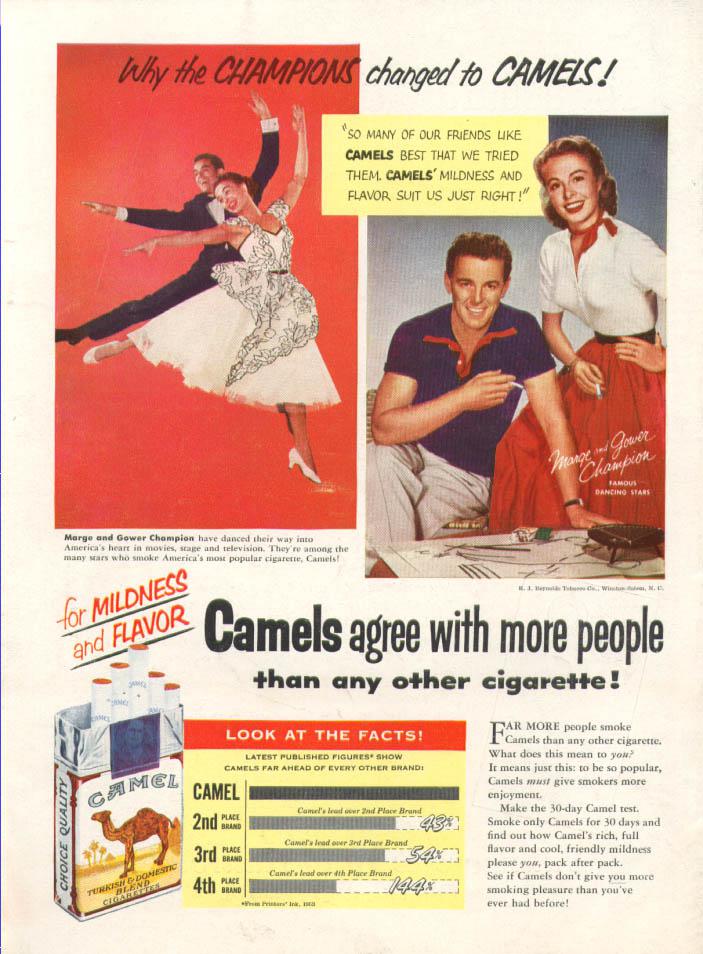 Why the CHAMPIONS changed to CAMELS!
"SO MANY OF OUR FRIENDS LIKE
CAMELS BEST THAT WE TRIED
THEM. CAMELS' MILDNESS AND
FLAVOR SUIT US JUST RIGHT!"
Marge and Gower
Champion
FAMOUS
DANCING STARS
Marge and Gower Champion have danced their way into
America's heart in movies, stage and television. They're among the
many stars who smoke America's most popular cigarette, Camels!
R. J. Reynolds Tobacco Co., Winston-Salem, N. C.
for MILDNESS
and FLAVOR
Camels agree with more people
than any other cigarette!
CAMEL
CAMEL
CAMEL
CHOICE QUALITY
CAMEL
TURKISH & DOMESTIC
BLEND
CIGARETTES
LOOK AT THE FACTS!
LATEST PUBLISHED FIGURES* SHOW
CAMELS FAR AHEAD OF EVERY OTHER BRAND:
CAMEL
Camel's lead over 2nd Place Brand
2nd PLACE BRAND 43%
Camel's lead over 3rd Place Brand
3rd PLACE BRAND 54%
Camel's lead over 4th Place Brand
4th PLACE BRAND 144%
*From Printers' Ink, 1953
FAR MORE people smoke
Camels than any other cigarette.
What does this mean to you?
It means just this: to be so popular,
Camels must give smokers more
enjoyment.
Make the 30-day Camel test.
Smoke only Camels for 30 days and
find out how Camel's rich, full
flavor and cool, friendly mildness
please you, pack after pack.
See if Camels don't give you more
smoking pleasure than you've
ever had before!